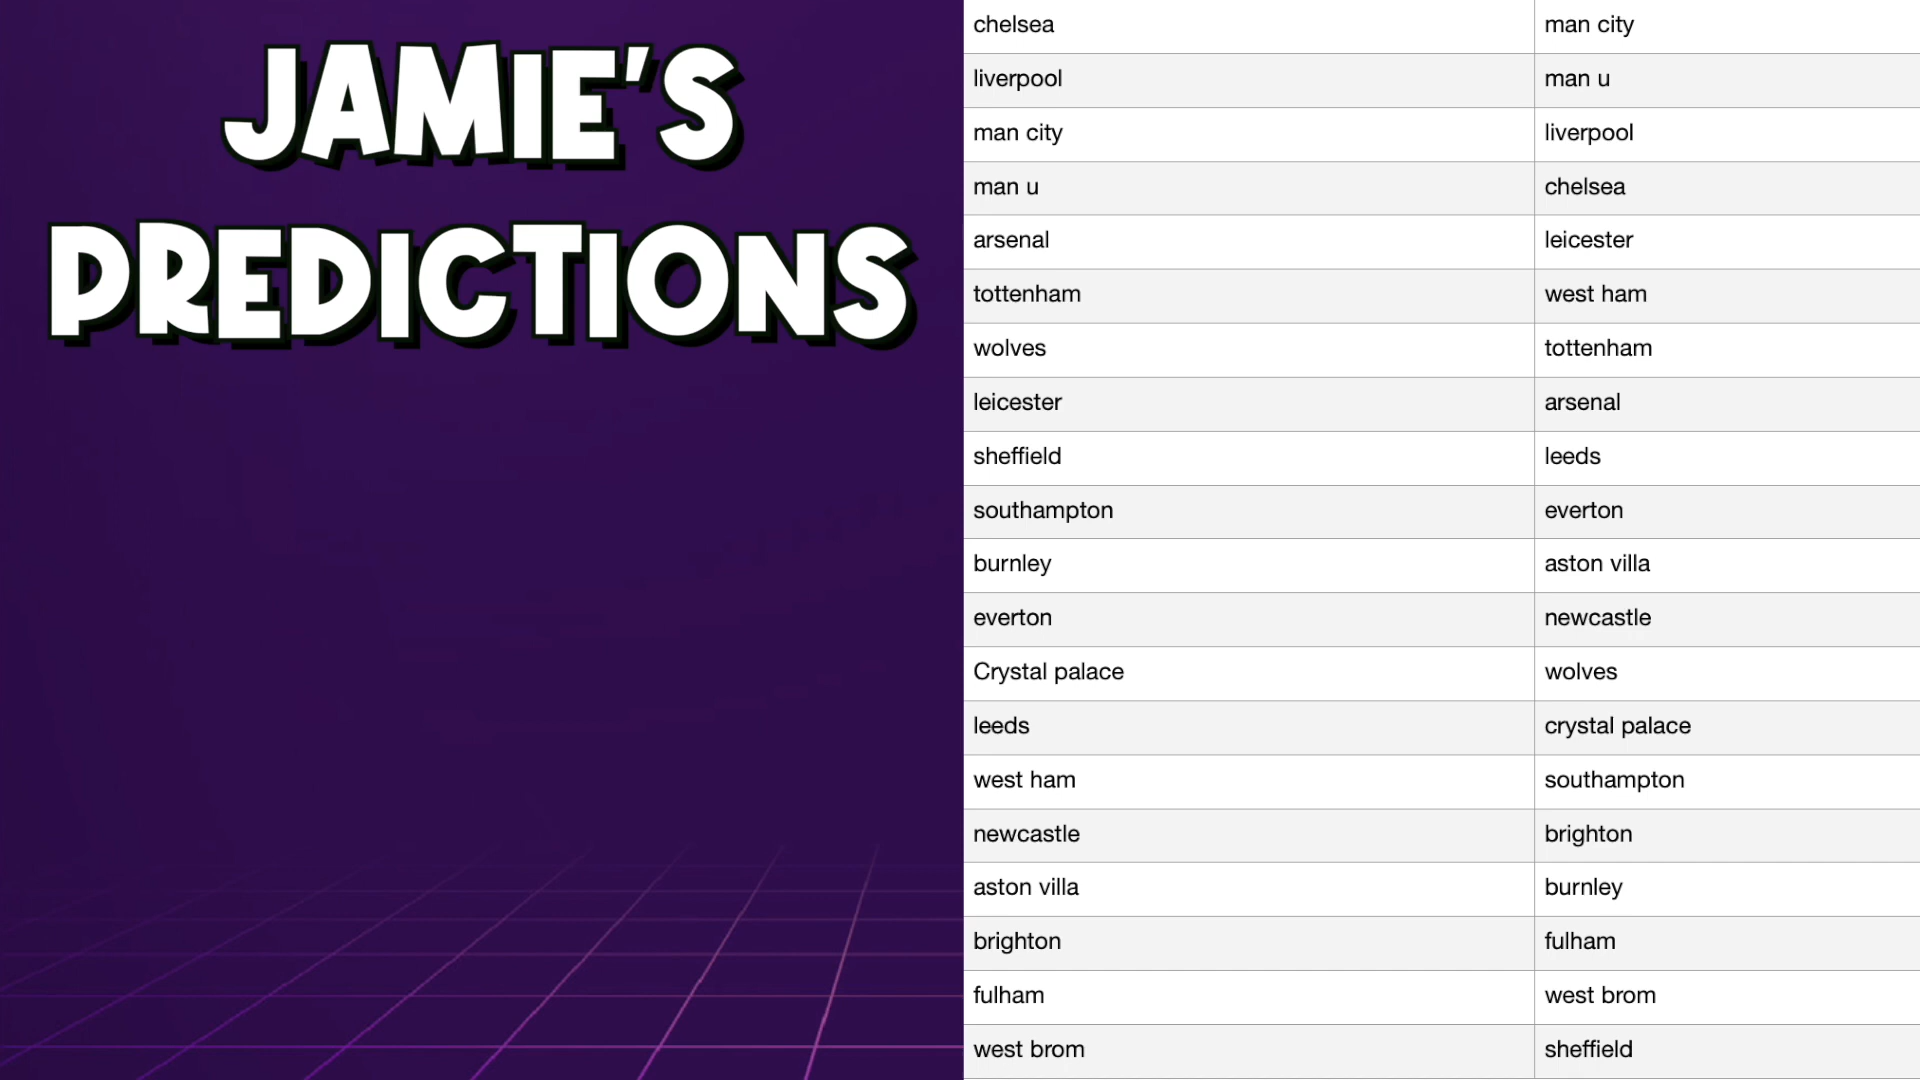 JAMIE'S
PREDICTIONS
chelsea man city
liverpool man u
man city liverpool
man u chelsea
arsenal leicester
tottenham west ham
wolves tottenham
leicester arsenal
sheffield leeds
southampton everton
burnley aston villa
everton newcastle
Crystal palace wolves
leeds crystal palace
west ham southampton
newcastle brighton
aston villa burnley
brighton fulham
fulham west brom
west brom sheffield